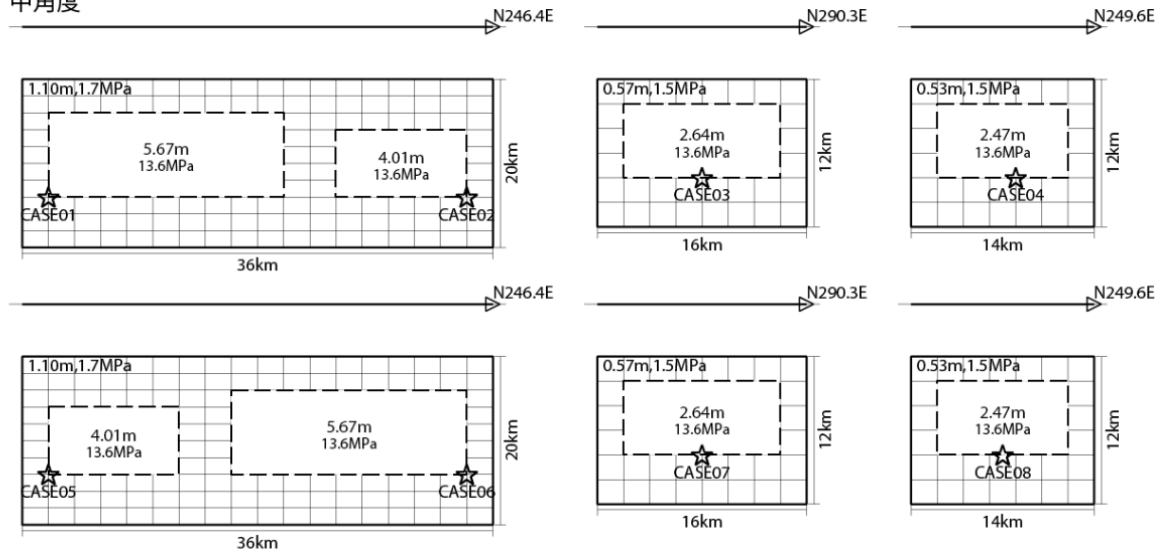 中角度
N246.4E
N290.3E
N249.6E
1.10m,1.7MPa
5.67m
13.6MPa
4.01m
13.6MPa
CASE01
CASE02
20km
36km
0.57m,1.5MPa
2.64m
13.6MPa
CASE03
12km
16km
0.53m,1.5MPa
2.47m
13.6MPa
CASE04
12km
14km
N246.4E
N290.3E
N249.6E
1.10m,1.7MPa
4.01m
13.6MPa
5.67m
13.6MPa
CASE05
CASE06
20km
36km
0.57m,1.5MPa
2.64m
13.6MPa
CASE07
12km
16km
0.53m,1.5MPa
2.47m
13.6MPa
CASE08
12km
14km